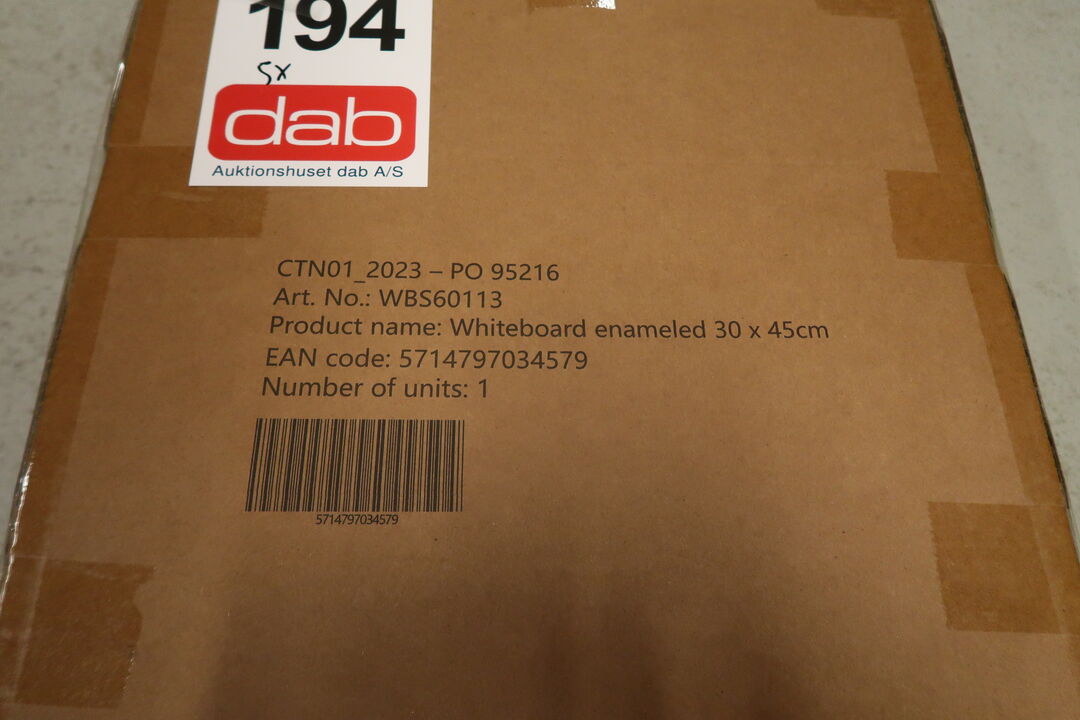 194
5x
dab
Auktionshuset dab A/S
CTN01_2023 – PO 95216
Art. No.: WBS60113
Product name: Whiteboard enameled 30 x 45cm
EAN code: 5714797034579
Number of units: 1
5714797034579